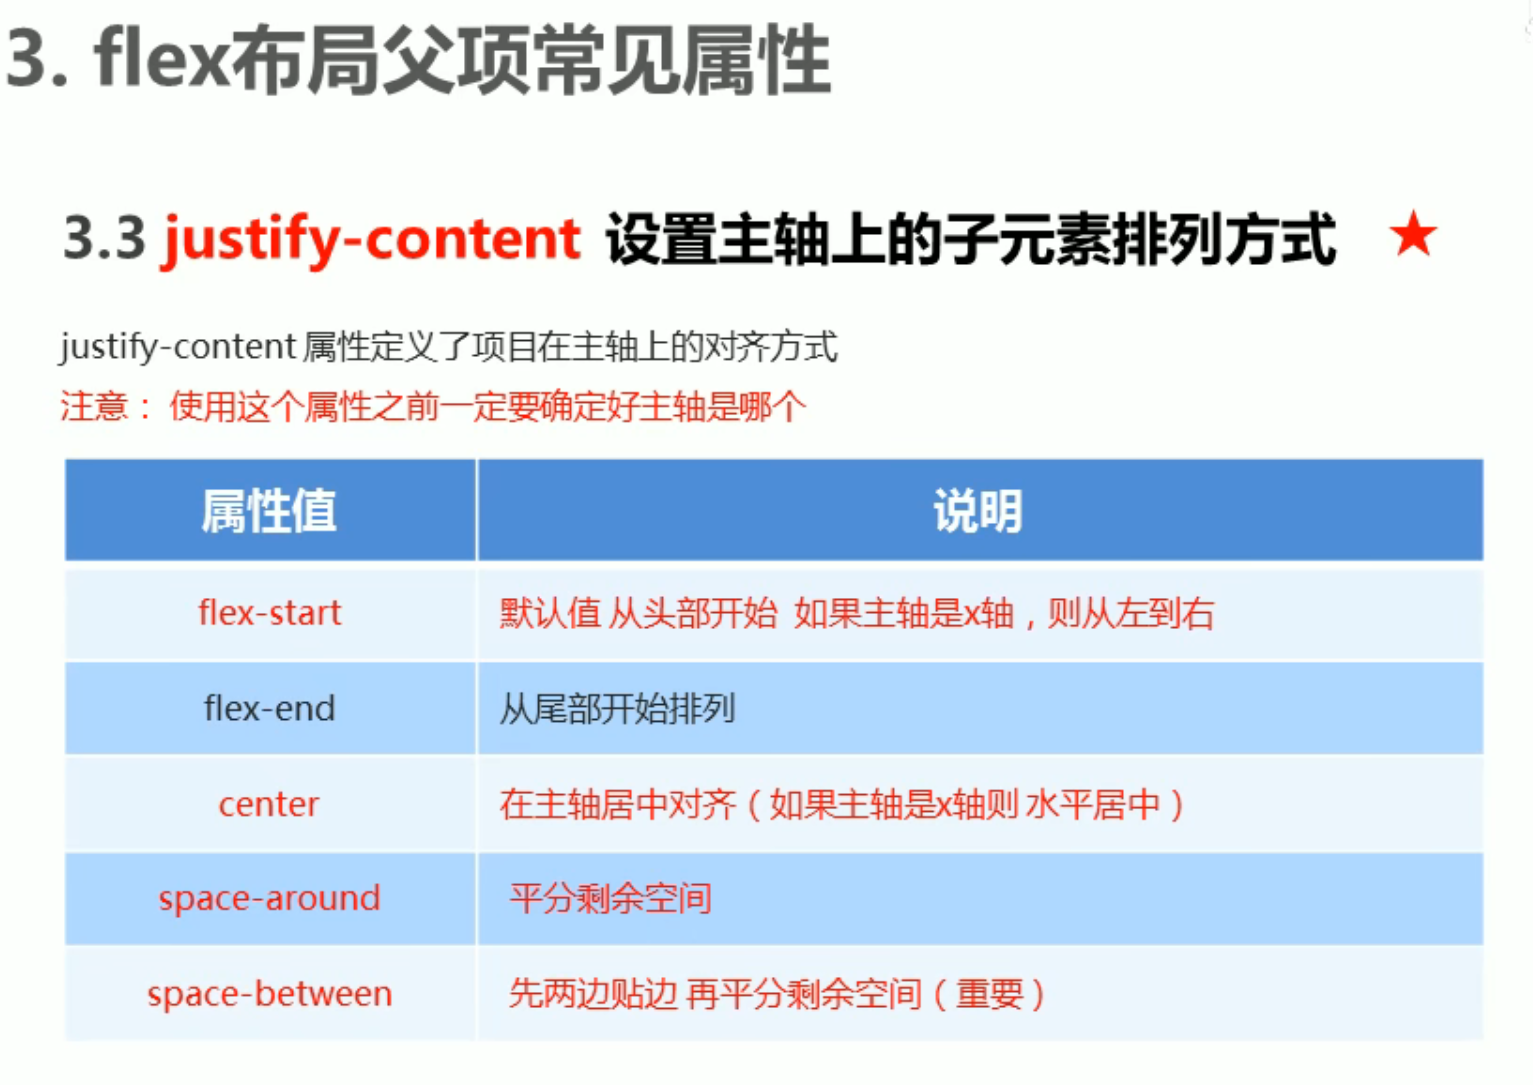 3. flex布局父项常见属性
3.3 justify-content 设置主轴上的子元素排列方式 ★
justify-content 属性定义了项目在主轴上的对齐方式
注意： 使用这个属性之前一定要确定好主轴是哪个
属性值 说明
flex-start 默认值 从头部开始 如果主轴是x轴，则从左到右
flex-end 从尾部开始排列
center 在主轴居中对齐（如果主轴是x轴则 水平居中）
space-around 平分剩余空间
space-between 先两边贴边 再平分剩余空间（重要）